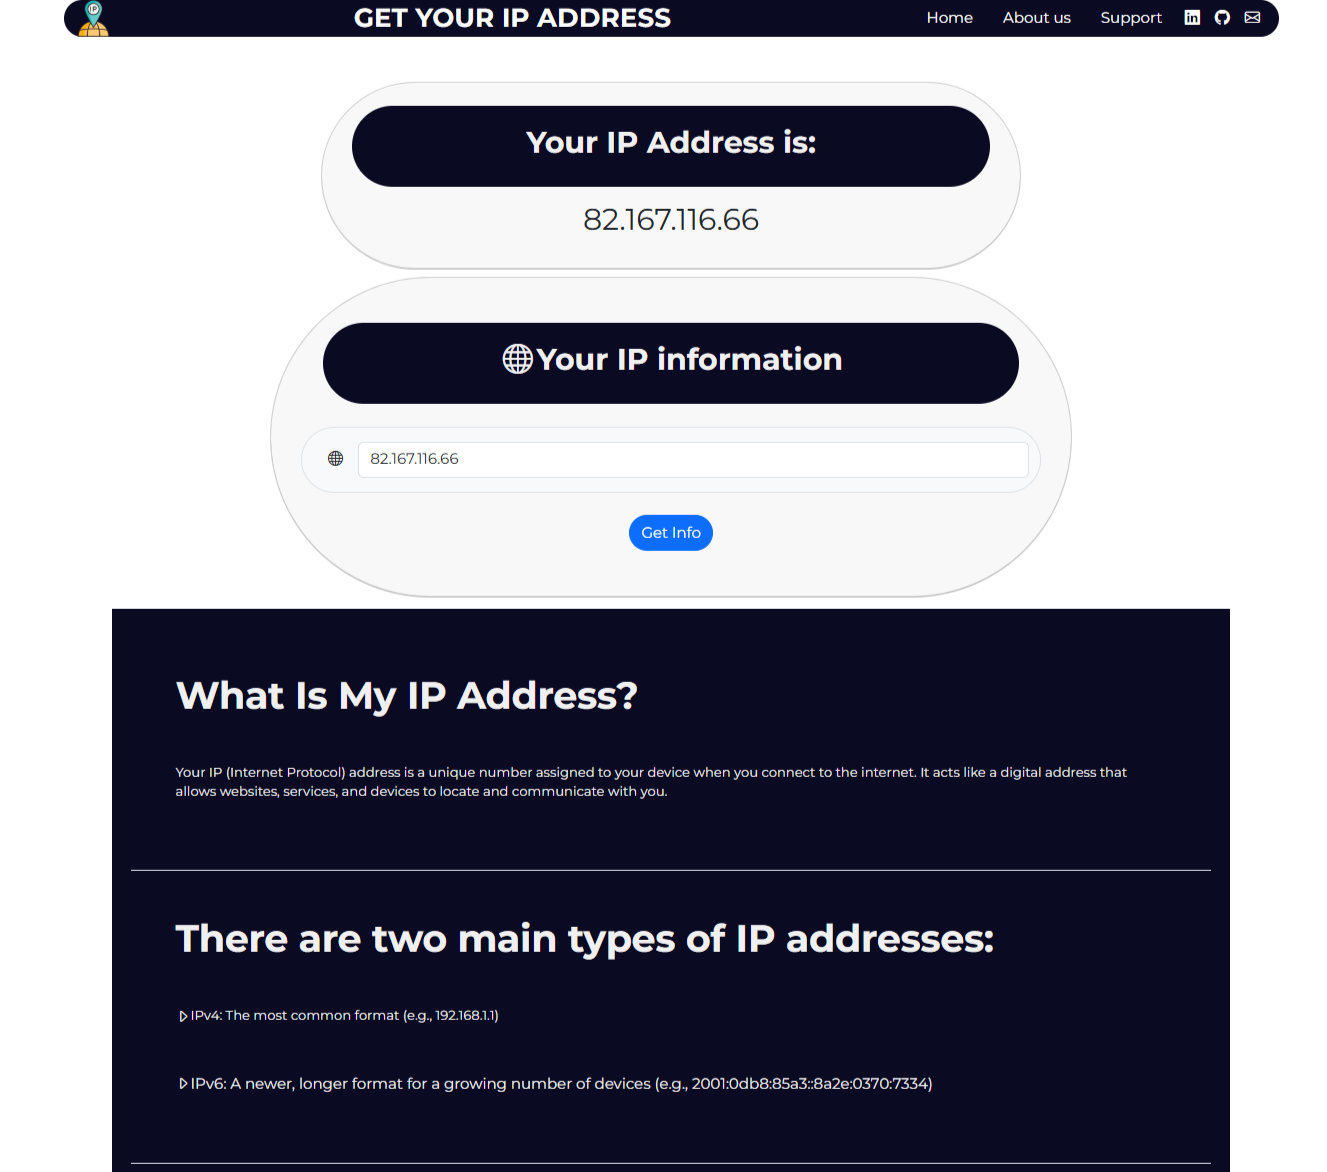 IP
GET YOUR IP ADDRESS
Home
About us
Support
in
Your IP Address is:
82.167.116.66
Your IP information
82.167.116.66
Get Info
What Is My IP Address?
Your IP (Internet Protocol) address is a unique number assigned to your device when you connect to the internet. It acts like a digital address that
allows websites, services, and devices to locate and communicate with you.
There are two main types of IP addresses:
IPv4: The most common format (e.g., 192.168.1.1)
IPv6: A newer, longer format for a growing number of devices (e.g., 2001:0db8:85a3::8a2e:0370:7334)